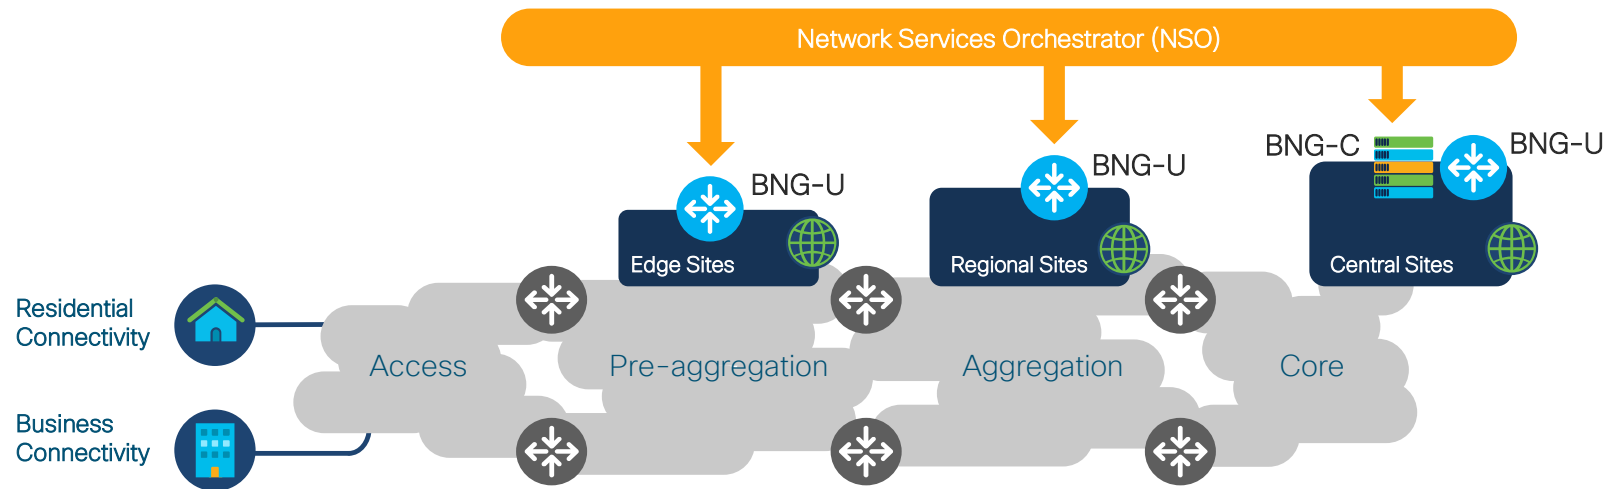 Network Services Orchestrator (NSO)
BNG-U
BNG-U
BNG-C
BNG-U
Edge Sites
Regional Sites
Central Sites
Residential
Connectivity
Access
Pre-aggregation
Aggregation
Core
Business
Connectivity